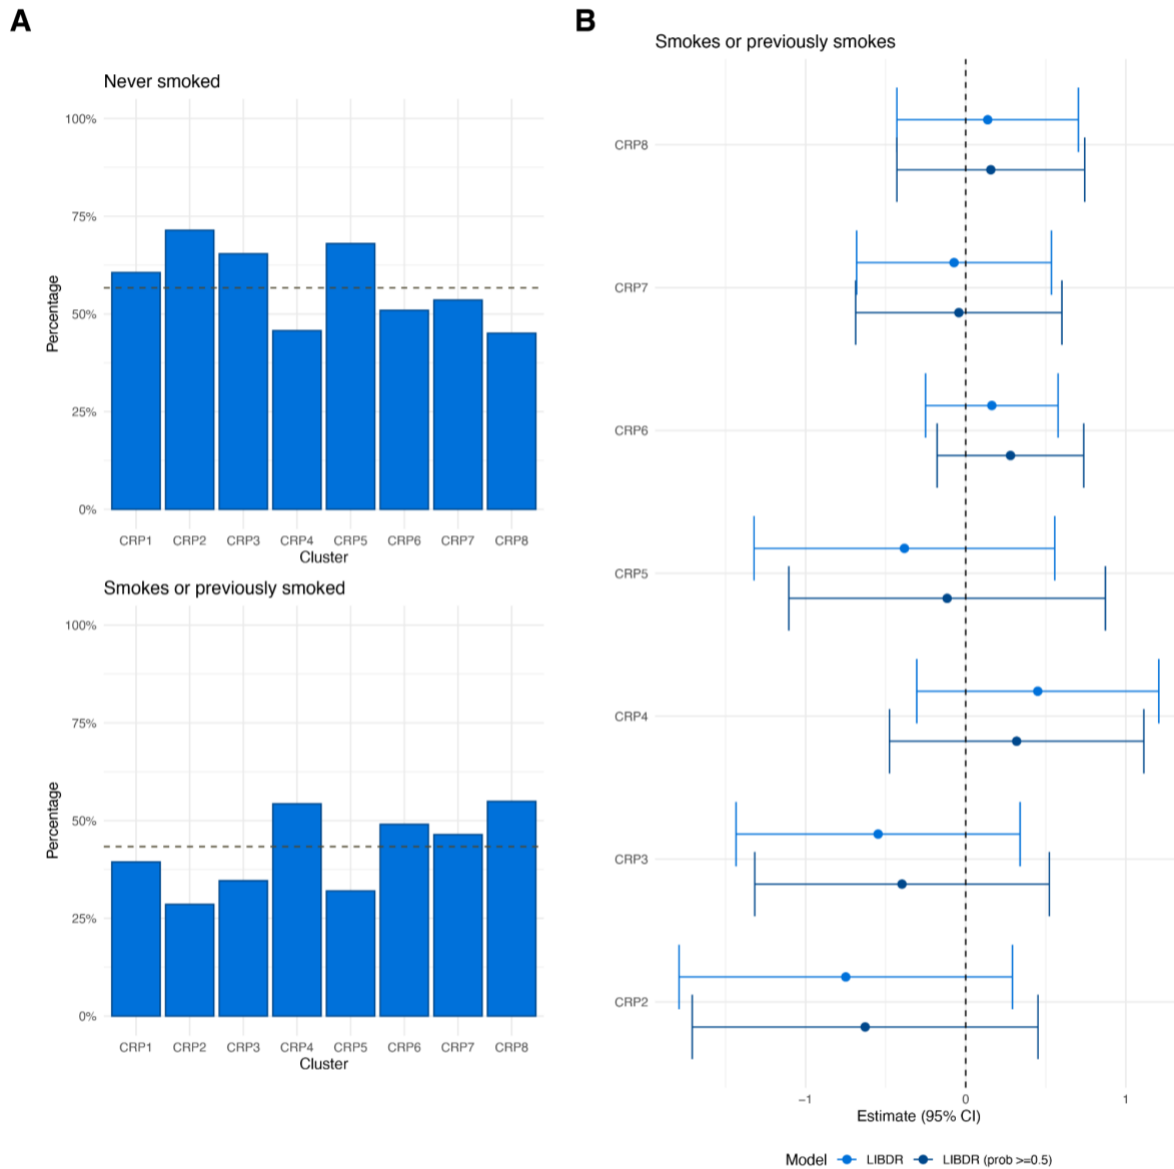 A
Never smoked
100%
75%
50%
25%
0%
Percentage
CRP1 CRP2 CRP3 CRP4 CRP5 CRP6 CRP7 CRP8
Cluster
Smokes or previously smoked
100%
75%
50%
25%
0%
Percentage
CRP1 CRP2 CRP3 CRP4 CRP5 CRP6 CRP7 CRP8
Cluster
B
Smokes or previously smokes
CRP8
CRP7
CRP6
CRP5
CRP4
CRP3
CRP2
−1 0 1
Estimate (95% CI)
Model LIBDR LIBDR (prob >=0.5)